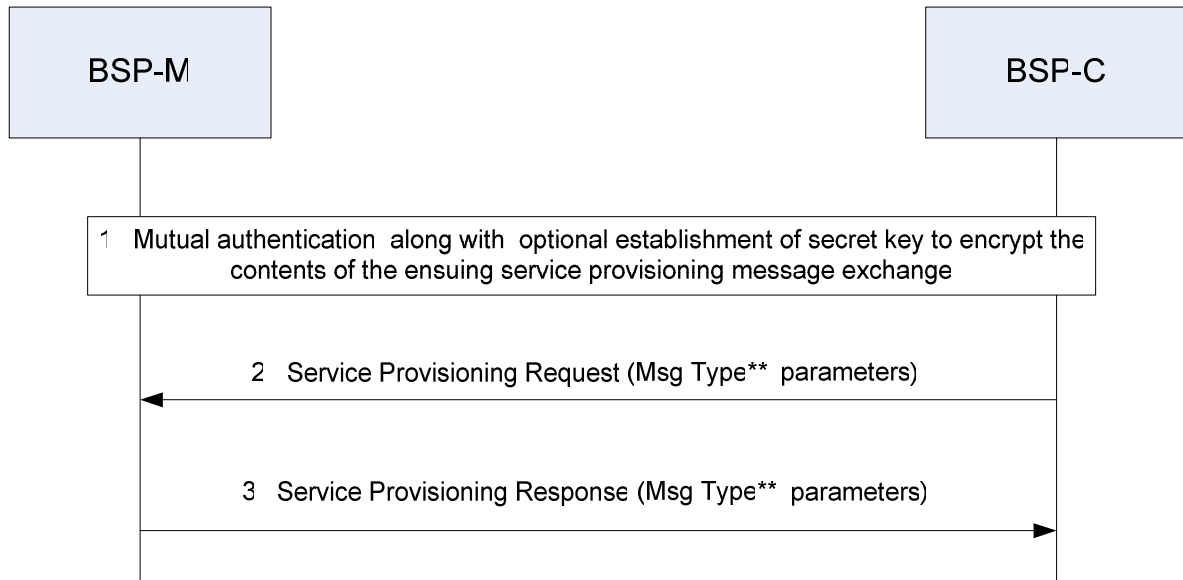 BSP-M
BSP-C
1 Mutual authentication along with optional establishment of secret key to encrypt the
contents of the ensuing service provisioning message exchange
2 Service Provisioning Request (Msg Type** parameters)
3 Service Provisioning Response (Msg Type** parameters)